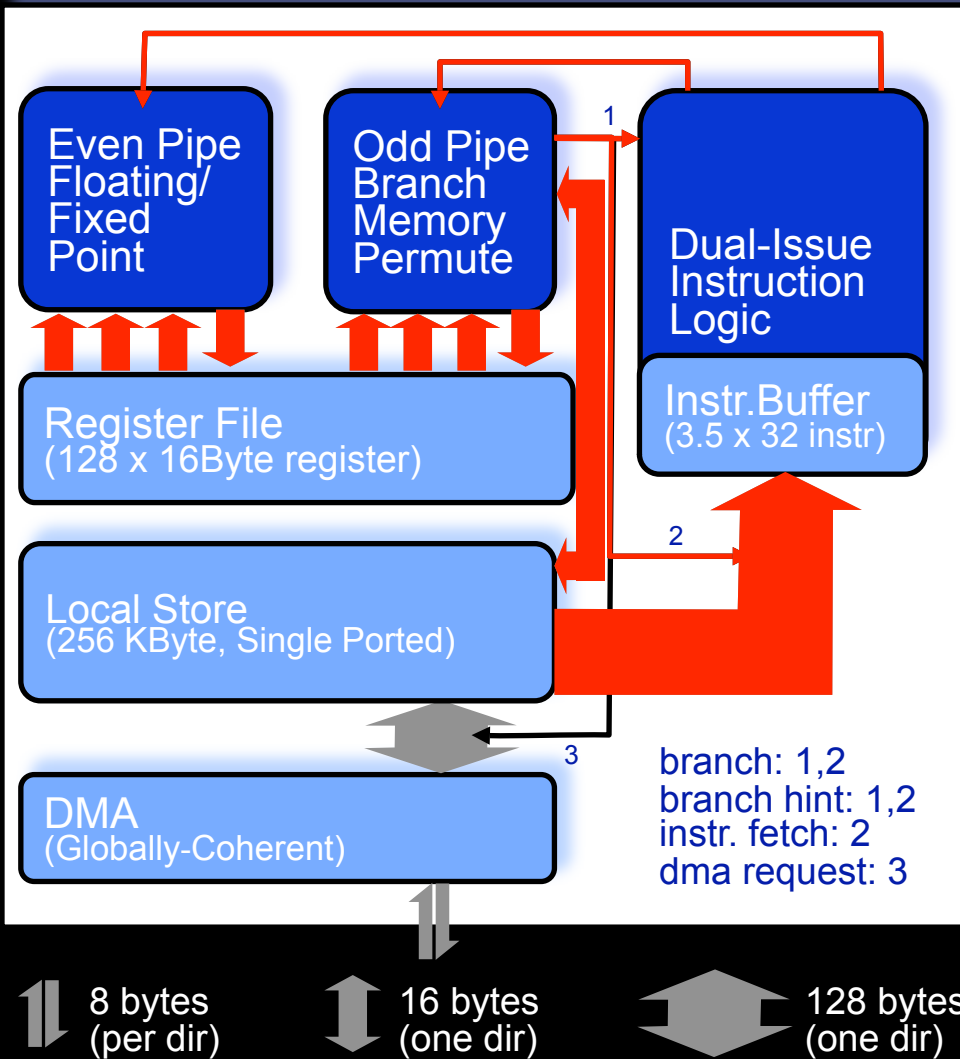 Even Pipe
Floating/
Fixed
Point
Odd Pipe
Branch
Memory
Permute
1
Dual-Issue
Instruction
Logic
Instr.Buffer
(3.5 x 32 instr)
Register File
(128 x 16Byte register)
2
Local Store
(256 KByte, Single Ported)
3
DMA
(Globally-Coherent)
branch: 1,2
branch hint: 1,2
instr. fetch: 2
dma request: 3
8 bytes
(per dir)
16 bytes
(one dir)
128 bytes
(one dir)